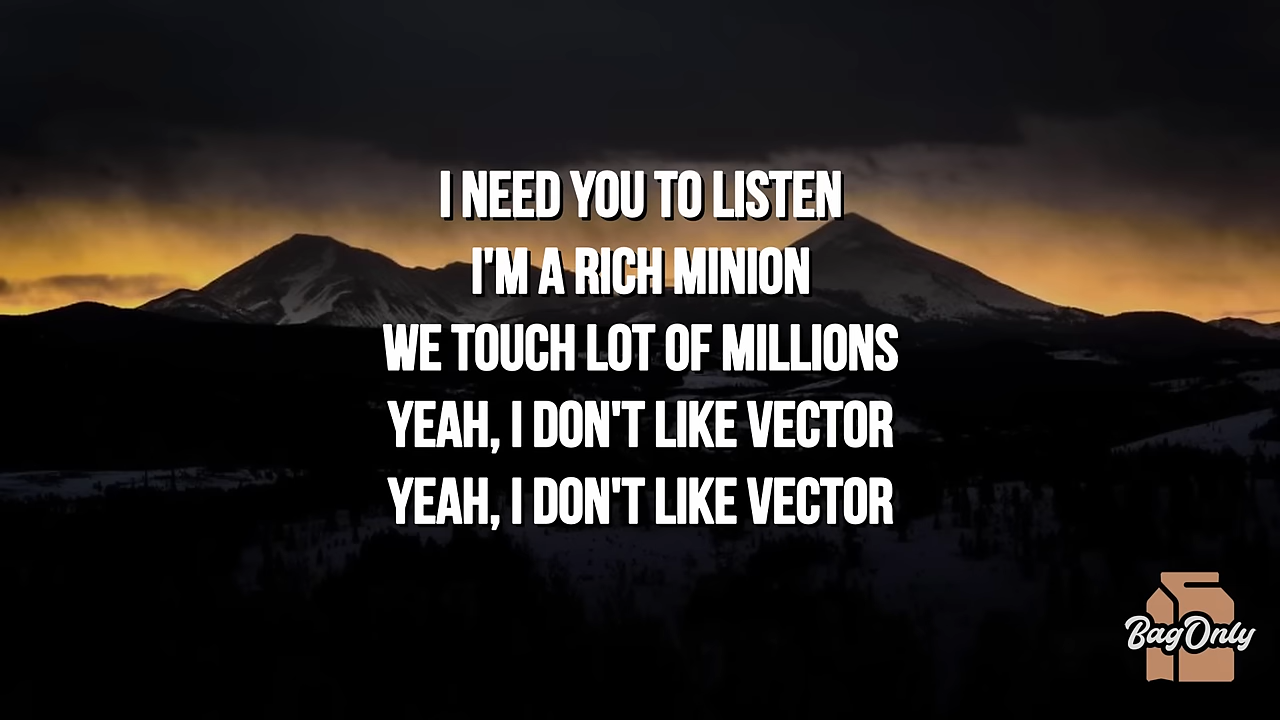 I NEED YOU TO LISTEN
I'M A RICH MINION
WE TOUCH LOT OF MILLIONS
YEAH, I DON'T LIKE VECTOR
YEAH, I DON'T LIKE VECTOR
BagOnly